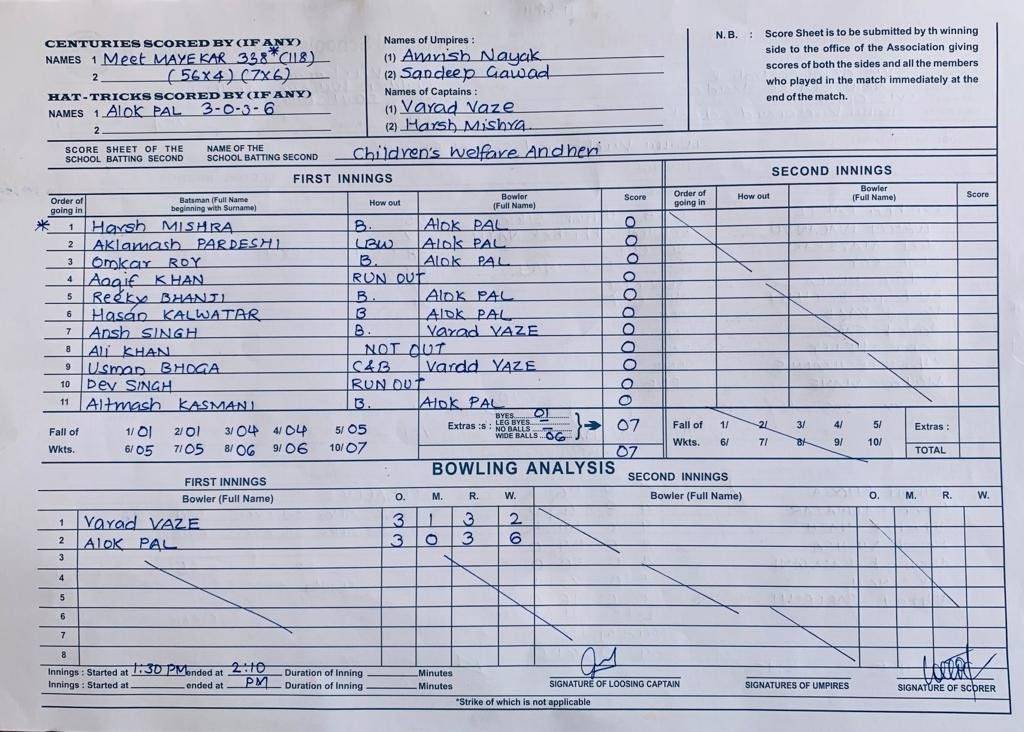 CENTURIES SCORED BY (IF ANY)
NAMES 1 Meet MAYEKAR 338* (118)
2 (56x4) (7x6)
HAT-TRICKS SCORED BY (IF ANY)
NAMES 1 Alok PAL 3-0-3-6
2
Names of Umpires :
(1) Amrish Nayak
(2) Sandeep Gawad
Names of Captains :
(1) Varad Vaze
(2) Harsh Mishra.
N.B. : Score Sheet is to be submitted by th winning
side to the office of the Association giving
scores of both the sides and all the members
who played in the match immediately at the
end of the match.
SCORE SHEET OF THE SCHOOL BATTING SECOND
NAME OF THE SCHOOL BATTING SECOND Children's Welfare Andheri
FIRST INNINGS
SECOND INNINGS
Order of going in Batsman (Full Name beginning with Surname) How out Bowler (Full Name) Score Order of going in How out Bowler (Full Name) Score
* 1 Harsh MISHRA B. Alok PAL 0
2 Aklamash PARDESHI LBW Alok PAL 0
3 Omkar ROY B. Alok PAL 0
4 Aaqif KHAN RUN OUT 0
5 Reeky BHANJI B. Alok PAL 0
6 Hasan KALWATAR B Alok PAL 0
7 Ansh SINGH B. Varad VAZE 0
8 Ali KHAN NOT OUT 0
9 Usman BHOGA C&B Varad VAZE 0
10 Dev SINGH RUN OUT 0
11 Altmash KASMANI B. Alok PAL 0
Fall of Wkts. 1/01 2/01 3/04 4/04 5/05
6/05 7/05 8/06 9/06 10/07
Extras :s :
BYES 01
LEG BYES –
NO BALLS –
WIDE BALLS 06
07
07
Fall of Wkts. 1/ 2/ 3/ 4/ 5/
6/ 7/ 8/ 9/ 10/
Extras :
TOTAL
BOWLING ANALYSIS
FIRST INNINGS
SECOND INNINGS
Bowler (Full Name) O. M. R. W. Bowler (Full Name) O. M. R. W.
1 Varad VAZE 3 1 3 2
2 Alok PAL 3 0 3 6
3
4
5
6
7
8
Innings : Started at 1:30 PM ended at 2:10 PM Duration of Inning Minutes
Innings : Started at ended at Duration of Inning Minutes
SIGNATURE OF LOOSING CAPTAIN
SIGNATURES OF UMPIRES
SIGNATURE OF SCORER
*Strike of which is not applicable